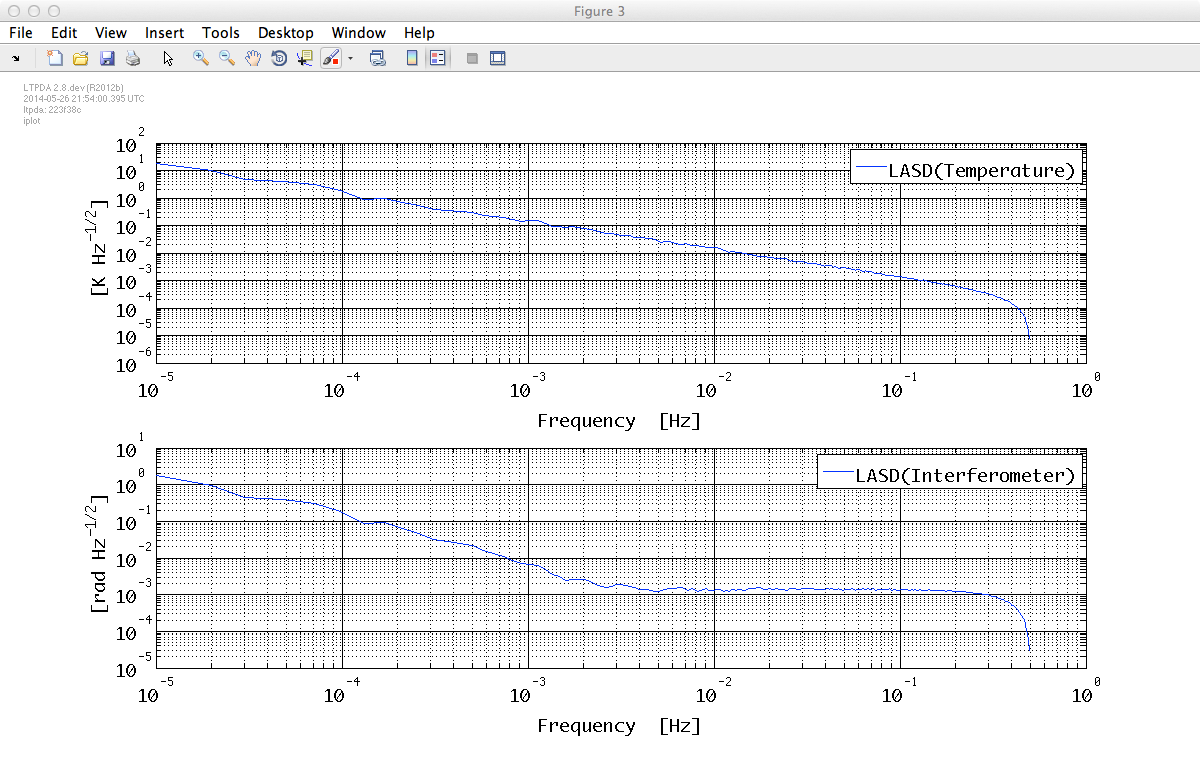 Figure 3
File Edit View Insert Tools Desktop Window Help
LTPDA 2.8.dev (R2012b)
2014-05-26 21:54:00.395 UTC
ltpda: 223f38c
iplot
10^2
10^1
10^0
10^-1
10^-2
10^-3
10^-4
10^-5
10^-6
[K Hz^-1/2]
LASD(Temperature)
10^-5 10^-4 10^-3 10^-2 10^-1 10^0
Frequency [Hz]
10^1
10^0
10^-1
10^-2
10^-3
10^-4
10^-5
[rad Hz^-1/2]
LASD(Interferometer)
10^-5 10^-4 10^-3 10^-2 10^-1 10^0
Frequency [Hz]